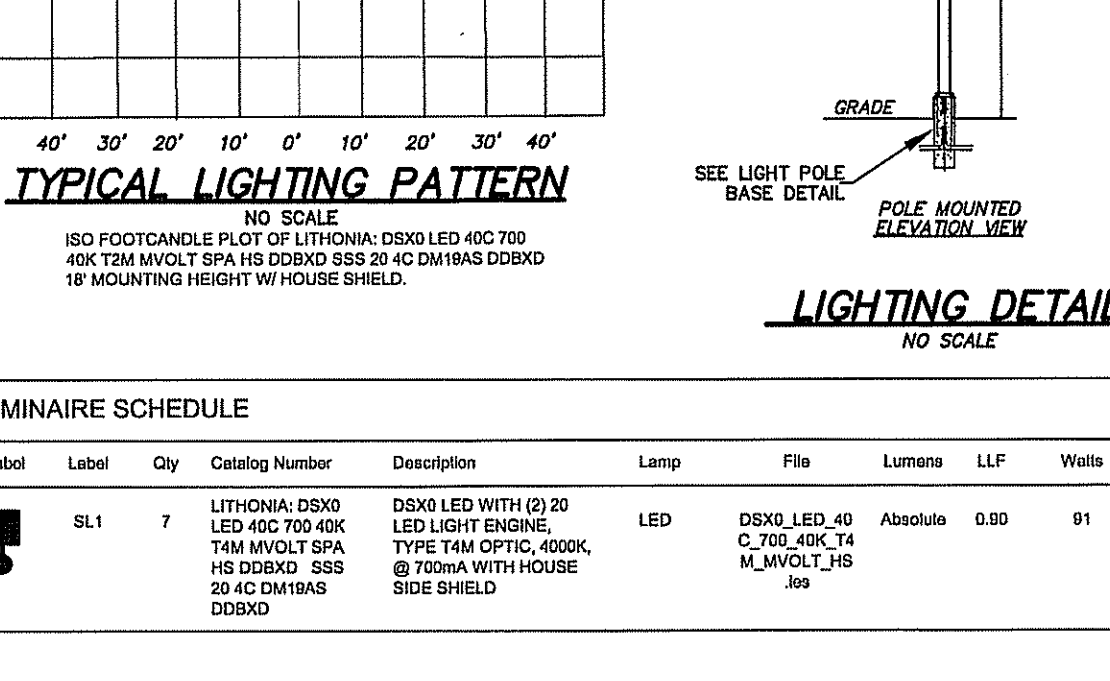 40' 30' 20' 10' 0' 10' 20' 30' 40'
TYPICAL LIGHTING PATTERN
NO SCALE
ISO FOOTCANDLE PLOT OF LITHONIA: DSX0 LED 40C 700
40K T2M MVOLT SPA HS DDBXD SSS 20 4C DM19AS DDBXD
18' MOUNTING HEIGHT W/ HOUSE SHIELD.
GRADE
SEE LIGHT POLE
BASE DETAIL
POLE MOUNTED
ELEVATION VIEW
LIGHTING DETAIL
NO SCALE
MINAIRE SCHEDULE
bol Label Qty Catalog Number Description Lamp File Lumens LLF Watts
SL1 7 LITHONIA: DSX0 DSX0 LED WITH (2) 20 LED DSX0_LED_40 Absolute 0.90 91
LED 40C 700 40K LED LIGHT ENGINE, C_700_40K_T4
T4M MVOLT SPA TYPE T4M OPTIC, 4000K, M_MVOLT_HS
HS DDBXD SSS @ 700mA WITH HOUSE .ies
20 4C DM19AS SIDE SHIELD
DDBXD